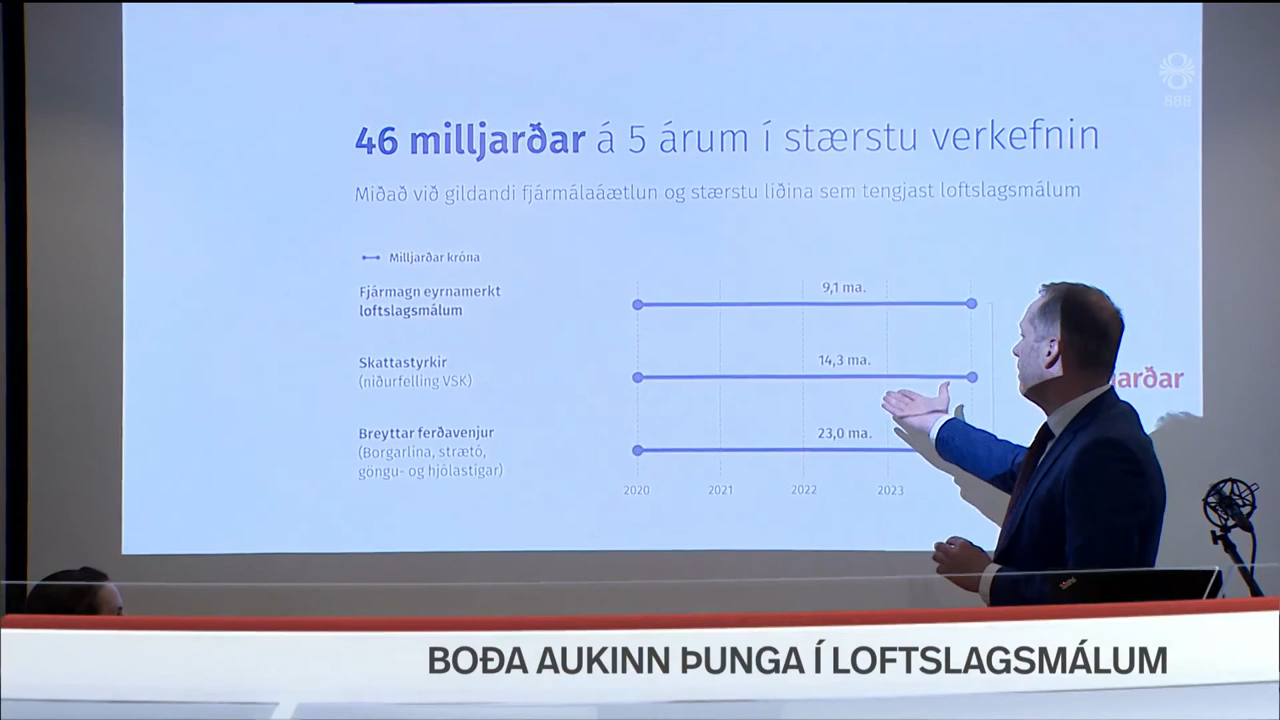 888
46 milljarðar á 5 árum í stærstu verkefnin
Miðað við gildandi fjármálaáætlun og stærstu liðina sem tengjast loftslagsmálum
Milljarðar króna
Fjármagn eyrnamerkt
loftslagsmálum
9,1 ma.
Skattastyrkir
(niðurfelling VSK)
14,3 ma.
Breyttar ferðavenjur
(Borgarlína, strætó,
göngu- og hjólastígar)
23,0 ma.
2020 2021 2022 2023
BOÐA AUKINN ÞUNGA Í LOFTSLAGSMÁLUM